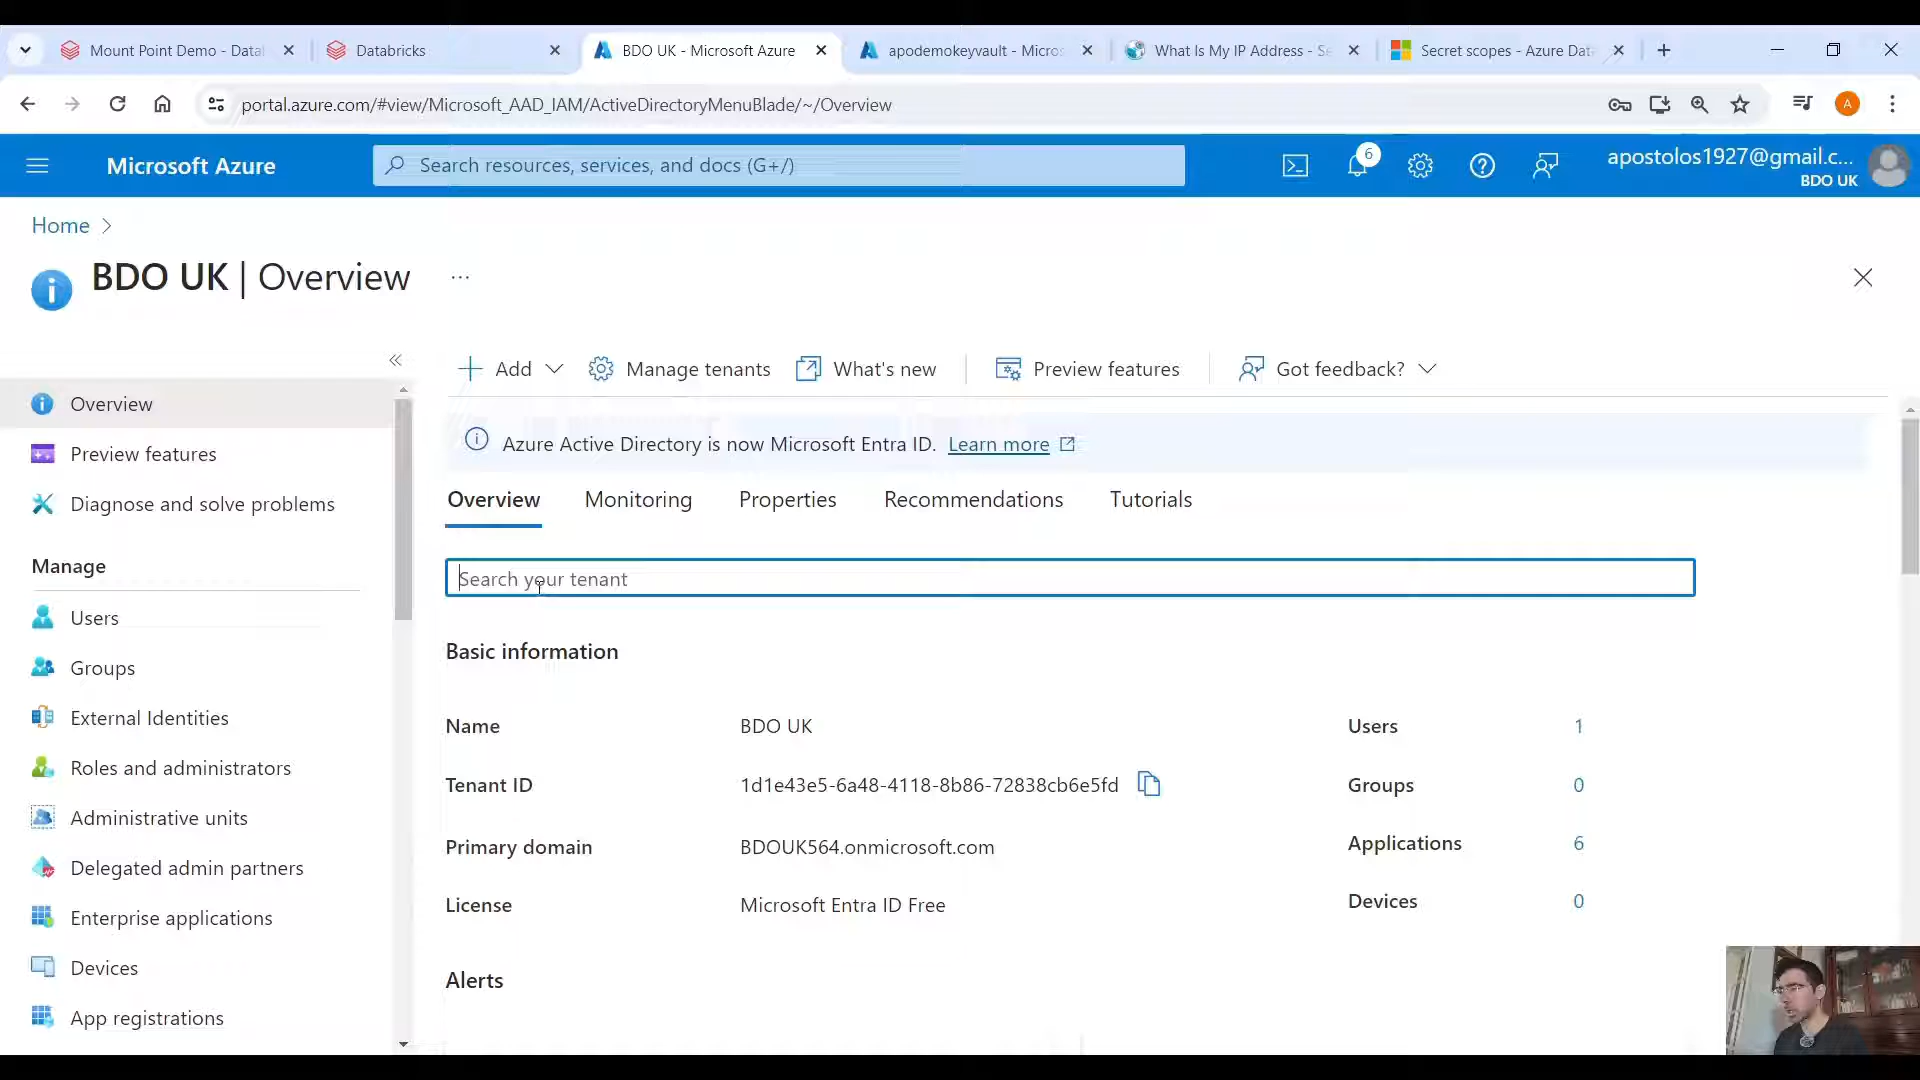 Mount Point Demo - Datab
Databricks
BDO UK - Microsoft Azure
apodemokeyvault - Micros
What Is My IP Address - Se
Secret scopes - Azure Dat
portal.azure.com/#view/Microsoft_AAD_IAM/ActiveDirectoryMenuBlade/~/Overview
A
Microsoft Azure
Search resources, services, and docs (G+/)
6
apostolos1927@gmail.c...
BDO UK
Home
BDO UK | Overview
...
Add
Manage tenants
What's new
Preview features
Got feedback?
Overview
Preview features
Diagnose and solve problems
Manage
Users
Groups
External Identities
Roles and administrators
Administrative units
Delegated admin partners
Enterprise applications
Devices
App registrations
Azure Active Directory is now Microsoft Entra ID. Learn more
Overview
Monitoring
Properties
Recommendations
Tutorials
Search your tenant
Basic information
Name BDO UK
Tenant ID 1d1e43e5-6a48-4118-8b86-72838cb6e5fd
Primary domain BDOUK564.onmicrosoft.com
License Microsoft Entra ID Free
Users 1
Groups 0
Applications 6
Devices 0
Alerts